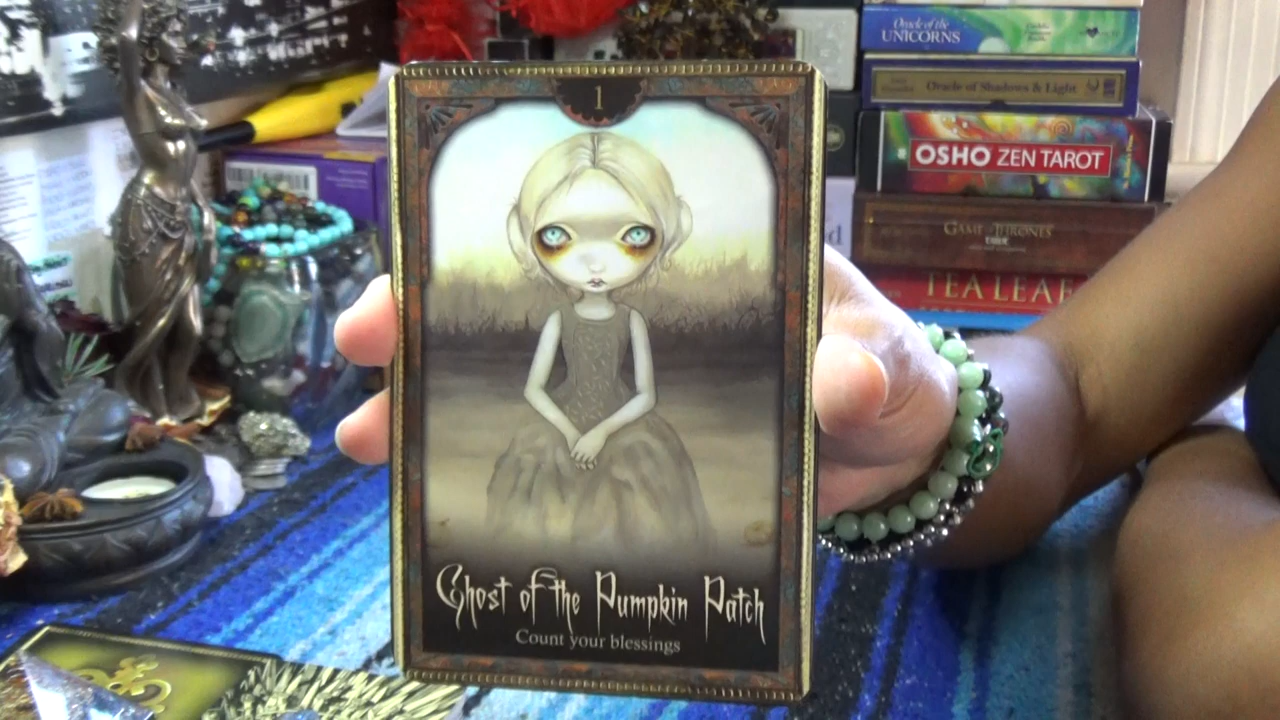 1
Ghost of the Pumpkin Patch
Count your blessings
Oracle of the
UNICORNS
Oracle of Shadows & Light
OSHO ZEN TAROT
GAME OF THRONES
TAROT
TEA LEAF